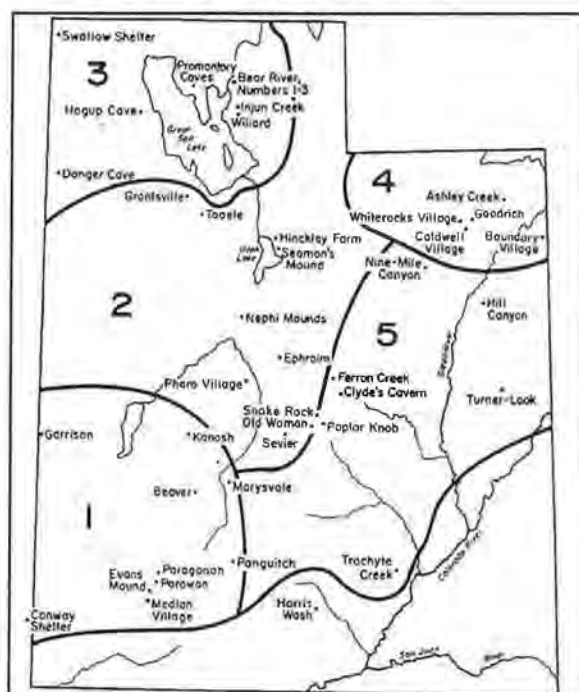 Swallow Shelter
3
Promontory
Caves
Bear River
Numbers 1-3
Hogup Cave
Injun Creek
Willard
Great
Salt
Lake
Danger Cave
Grantsville
Tooele
4
Ashley Creek
Whiterocks Village
Goodrich
Caldwell
Village
Boundary
Village
Hinckley Farm
Seamon's
Mound
Utah
Lake
Nine-Mile
Canyon
2
Nephi Mounds
5
Hill
Canyon
Ephraim
Pharo Village
Ferron Creek
Clyde's Cavern
Turner-Look
Snake Rock
Old Woman
Poplar Knob
Garrison
Kanosh
Sevier
Marysvale
Beaver
1
Colorado River
Panguitch
Trachyte
Creek
Evans
Mound
Paragonah
Parowan
Median
Village
Harris
Wash
Conway
Shelter
San Juan
River